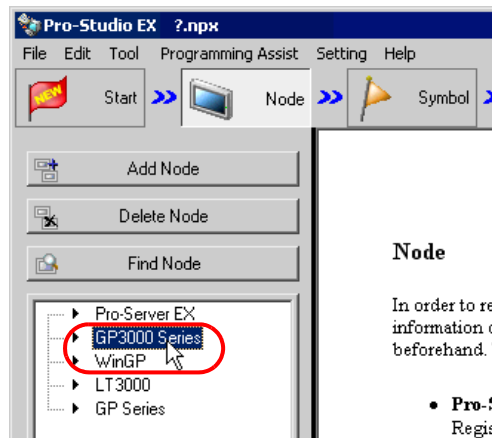 Pro-Studio EX ?.npx
File Edit Tool Programming Assist Setting Help
NEW Start Node Symbol
Add Node
Delete Node
Find Node
Pro-Server EX
GP3000 Series
WinGP
LT3000
GP Series
Node
In order to re
information
beforehand.
• Pro-S
Regis